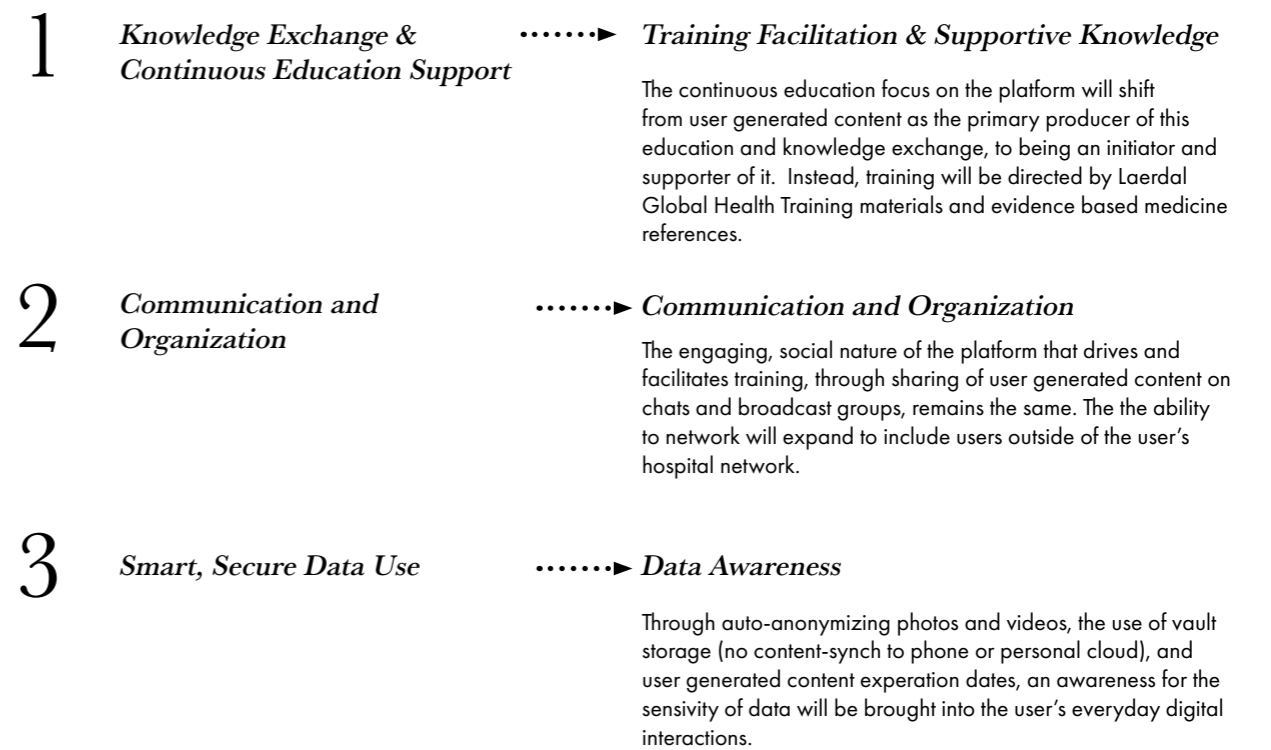 1
Knowledge Exchange &
Continuous Education Support
Training Facilitation & Supportive Knowledge
The continuous education focus on the platform will shift
from user generated content as the primary producer of this
education and knowledge exchange, to being an initiator and
supporter of it.  Instead, training will be directed by Laerdal
Global Health Training materials and evidence based medicine
references.
2
Communication and
Organization
Communication and Organization
The engaging, social nature of the platform that drives and
facilitates training, through sharing of user generated content on
chats and broadcast groups, remains the same. The the ability
to network will expand to include users outside of the user's
hospital network.
3
Smart, Secure Data Use
Data Awareness
Through auto-anonymizing photos and videos, the use of vault
storage (no content-synch to phone or personal cloud), and
user generated content experation dates, an awareness for the
sensivity of data will be brought into the user's everyday digital
interactions.